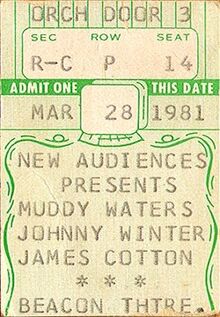 ORCH DOOR 3
SEC ROW SEAT
R-C P 14
ADMIT ONE THIS DATE
MAR 28 1981
NEW AUDIENCES
PRESENTS
MUDDY WATERS
JOHNNY WINTER
JAMES COTTON
* * *
BEACON THTRE